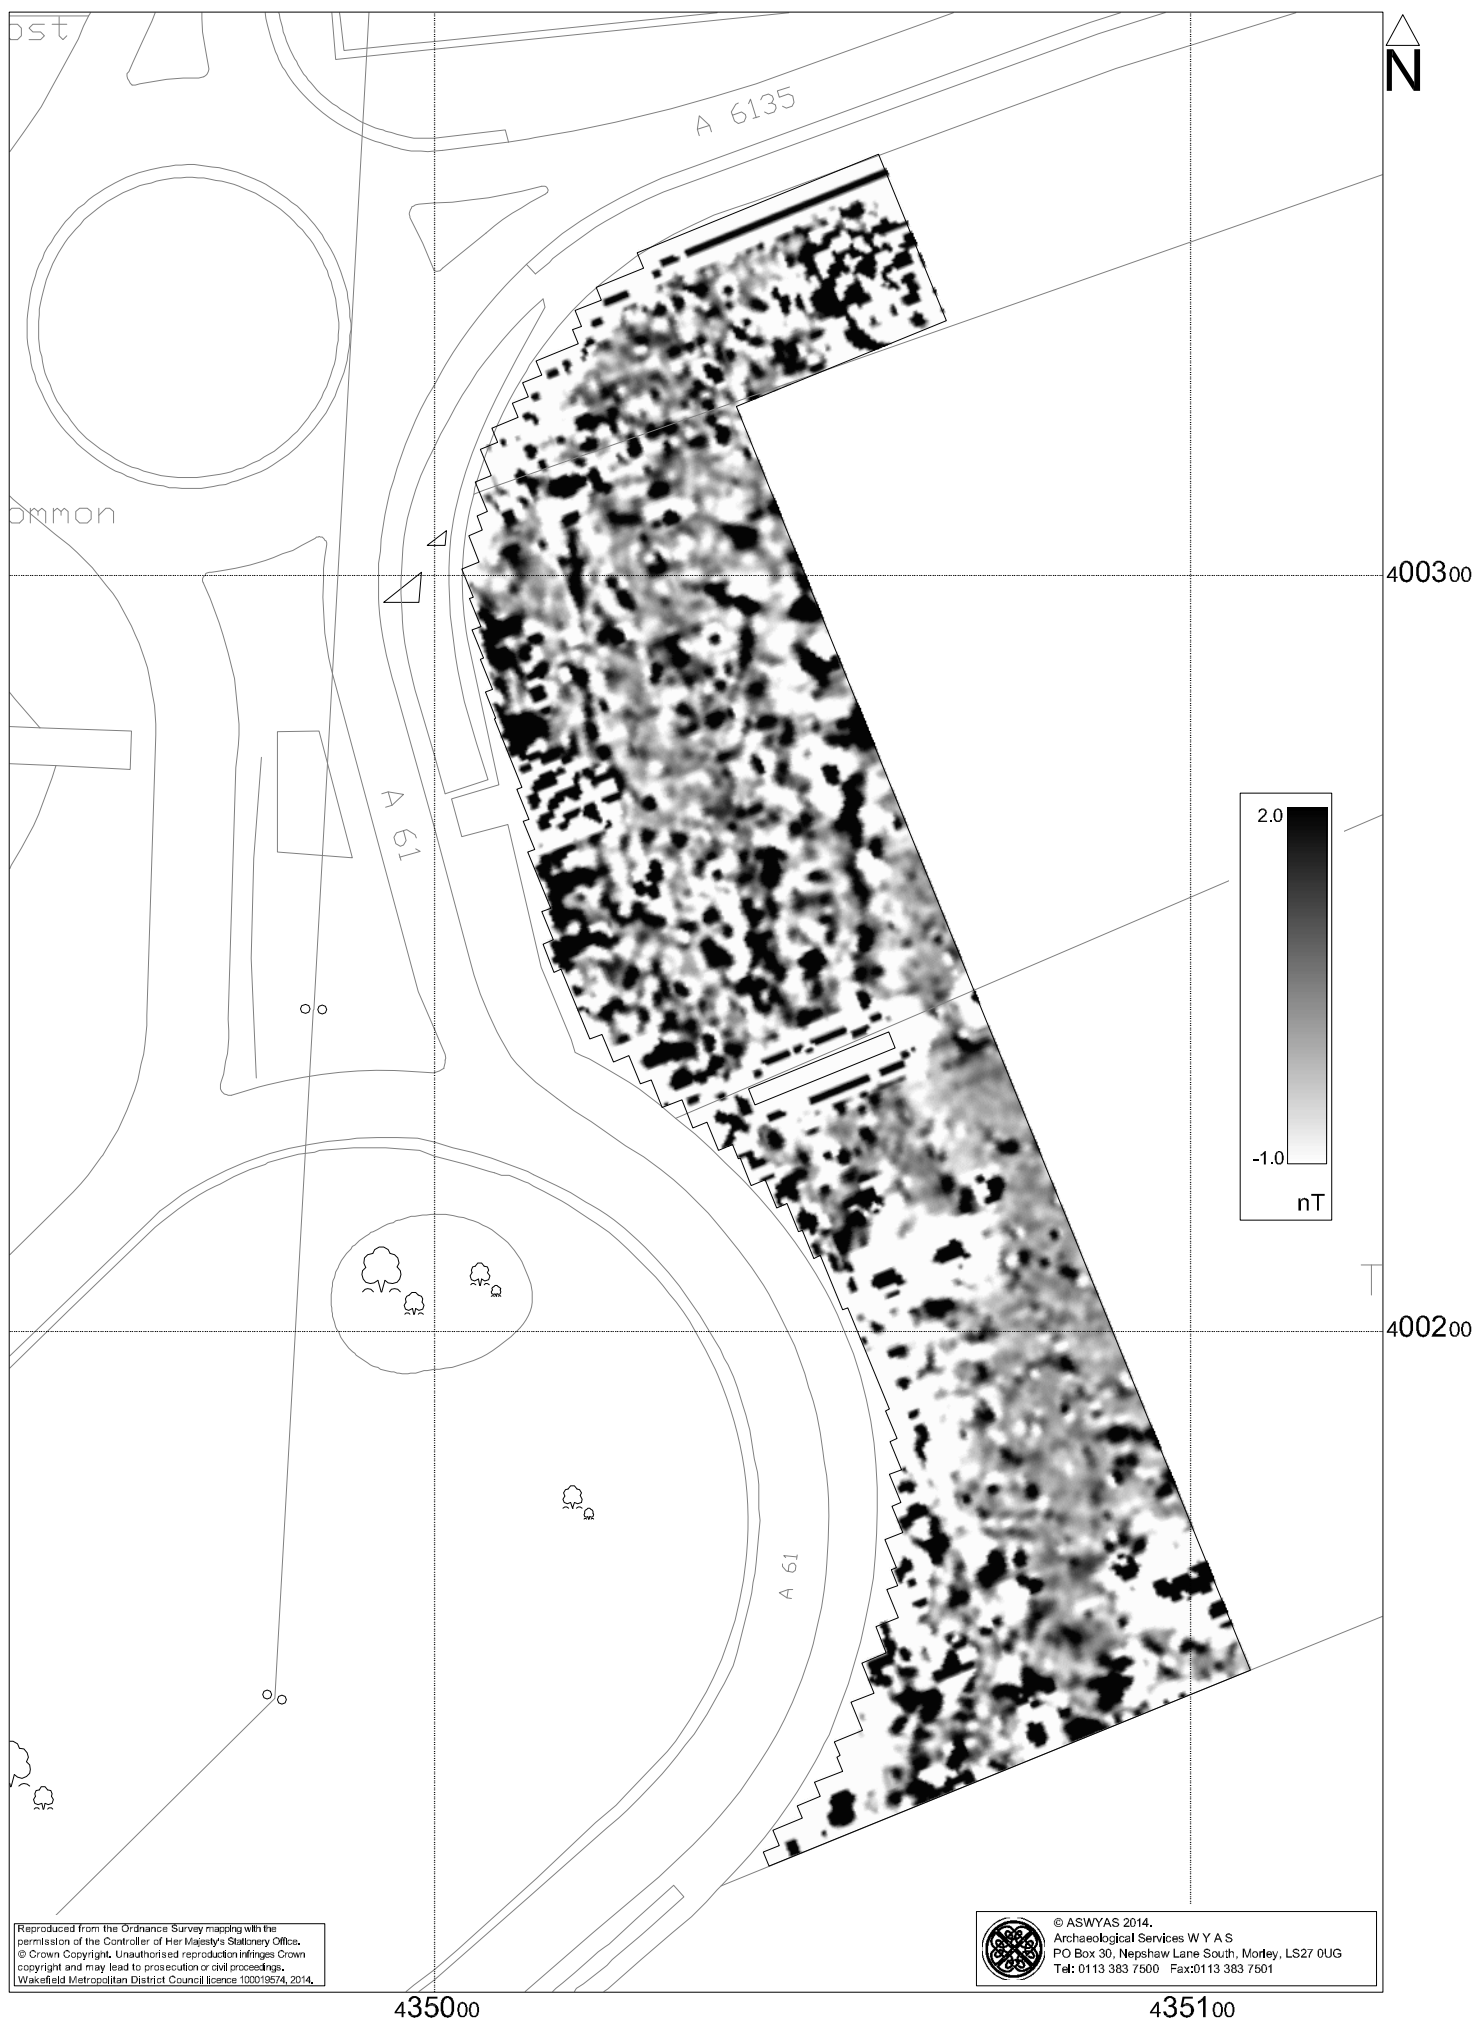 ost
N
A 6135
ommon
400300
A 61
2.0
-1.0
nT
T
400200
A 61
Reproduced from the Ordnance Survey mapping with the
permission of the Controller of Her Majesty's Stationery Office.
© Crown Copyright. Unauthorised reproduction infringes Crown
copyright and may lead to prosecution or civil proceedings.
Wakefield Metropolitan District Council licence 100019574, 2014.
© ASWYAS 2014.
Archaeological Services W Y A S
PO Box 30, Nepshaw Lane South, Morley, LS27 0UG
Tel: 0113 383 7500 Fax:0113 383 7501
435000
435100